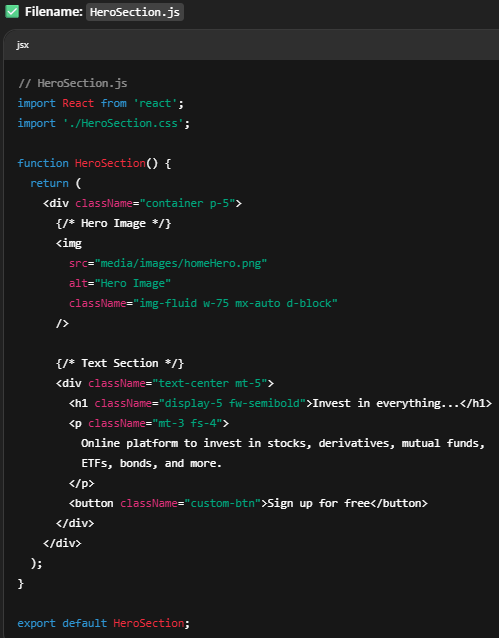 ✅ Filename: HeroSection.js
jsx
// HeroSection.js
import React from 'react';
import './HeroSection.css';

function HeroSection() {
  return (
    <div className="container p-5">
      {/* Hero Image */}
      <img
        src="media/images/homeHero.png"
        alt="Hero Image"
        className="img-fluid w-75 mx-auto d-block"
      />

      {/* Text Section */}
      <div className="text-center mt-5">
        <h1 className="display-5 fw-semibold">Invest in everything...</h1>
        <p className="mt-3 fs-4">
          Online platform to invest in stocks, derivatives, mutual funds,
          ETFs, bonds, and more.
        </p>
        <button className="custom-btn">Sign up for free</button>
      </div>
    </div>
  );
}

export default HeroSection;